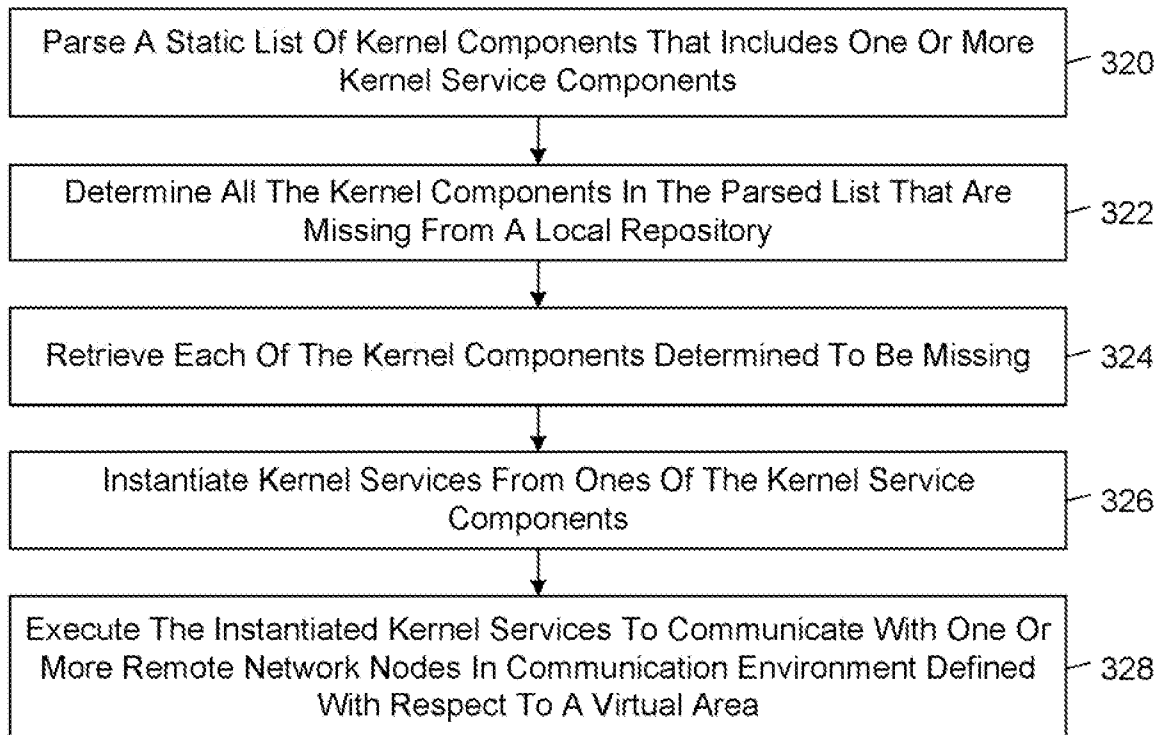 Parse A Static List Of Kernel Components That Includes One Or More
Kernel Service Components
320
Determine All The Kernel Components In The Parsed List That Are
Missing From A Local Repository
322
Retrieve Each Of The Kernel Components Determined To Be Missing
324
Instantiate Kernel Services From Ones Of The Kernel Service
Components
326
Execute The Instantiated Kernel Services To Communicate With One Or
More Remote Network Nodes In Communication Environment Defined
With Respect To A Virtual Area
328